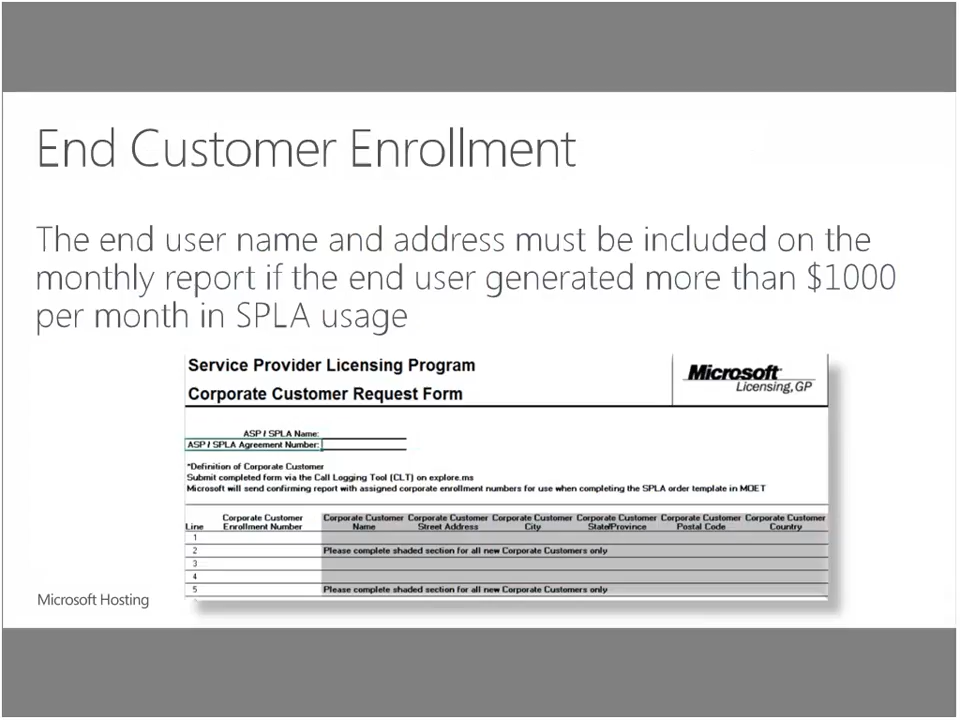 End Customer Enrollment
The end user name and address must be included on the
monthly report if the end user generated more than $1000
per month in SPLA usage
Service Provider Licensing Program
Corporate Customer Request Form
Microsoft
Licensing, GP
ASP / SPLA Name:
ASP / SPLA Agreement Number:
*Definition of Corporate Customer
Submit completed form via the Call Logging Tool (CLT) on explore.ms
Microsoft will send confirming report with assigned corporate enrollment numbers for use when completing the SPLA order template in MOET
Corporate Customer Corporate Customer Corporate Customer Corporate Customer Corporate Customer Corporate Customer Corporate Customer
Line Enrollment Number Name Street Address City State/Province Postal Code Country
1
2 Please complete shaded section for all new Corporate Customers only
3
4
5 Please complete shaded section for all new Corporate Customers only
Microsoft Hosting